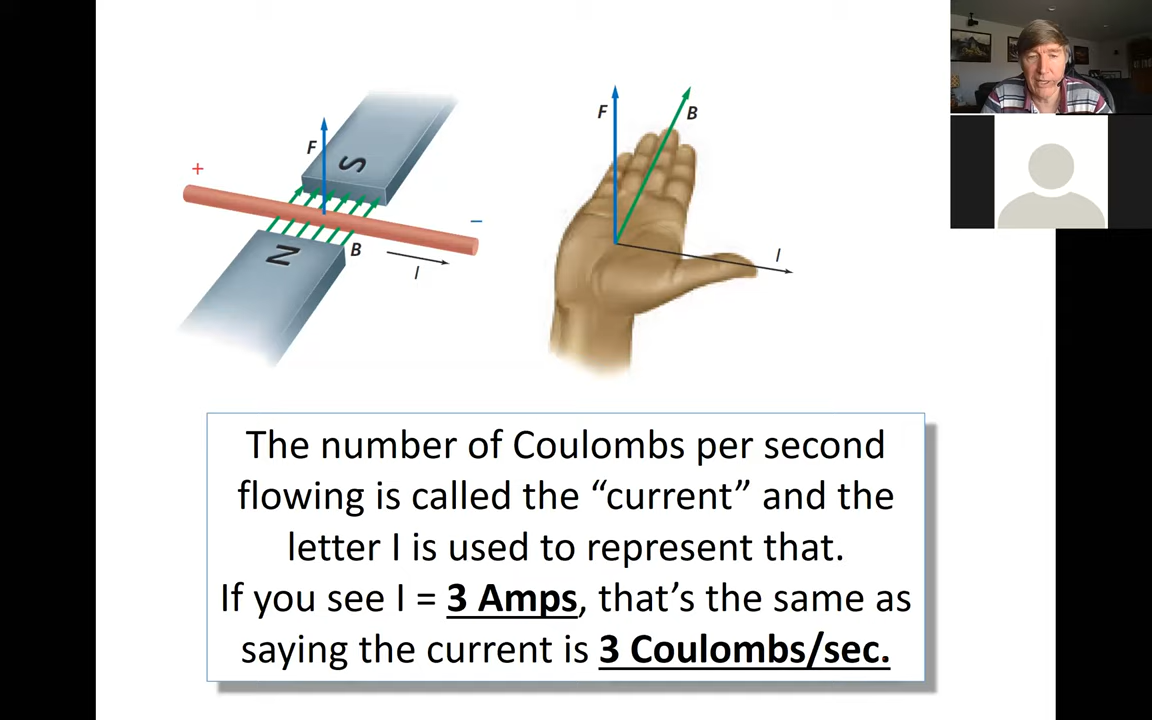 F
S
+
−
N
B
I
F
B
I
The number of Coulombs per second
flowing is called the “current” and the
letter I is used to represent that.
If you see I = 3 Amps, that’s the same as
saying the current is 3 Coulombs/sec.